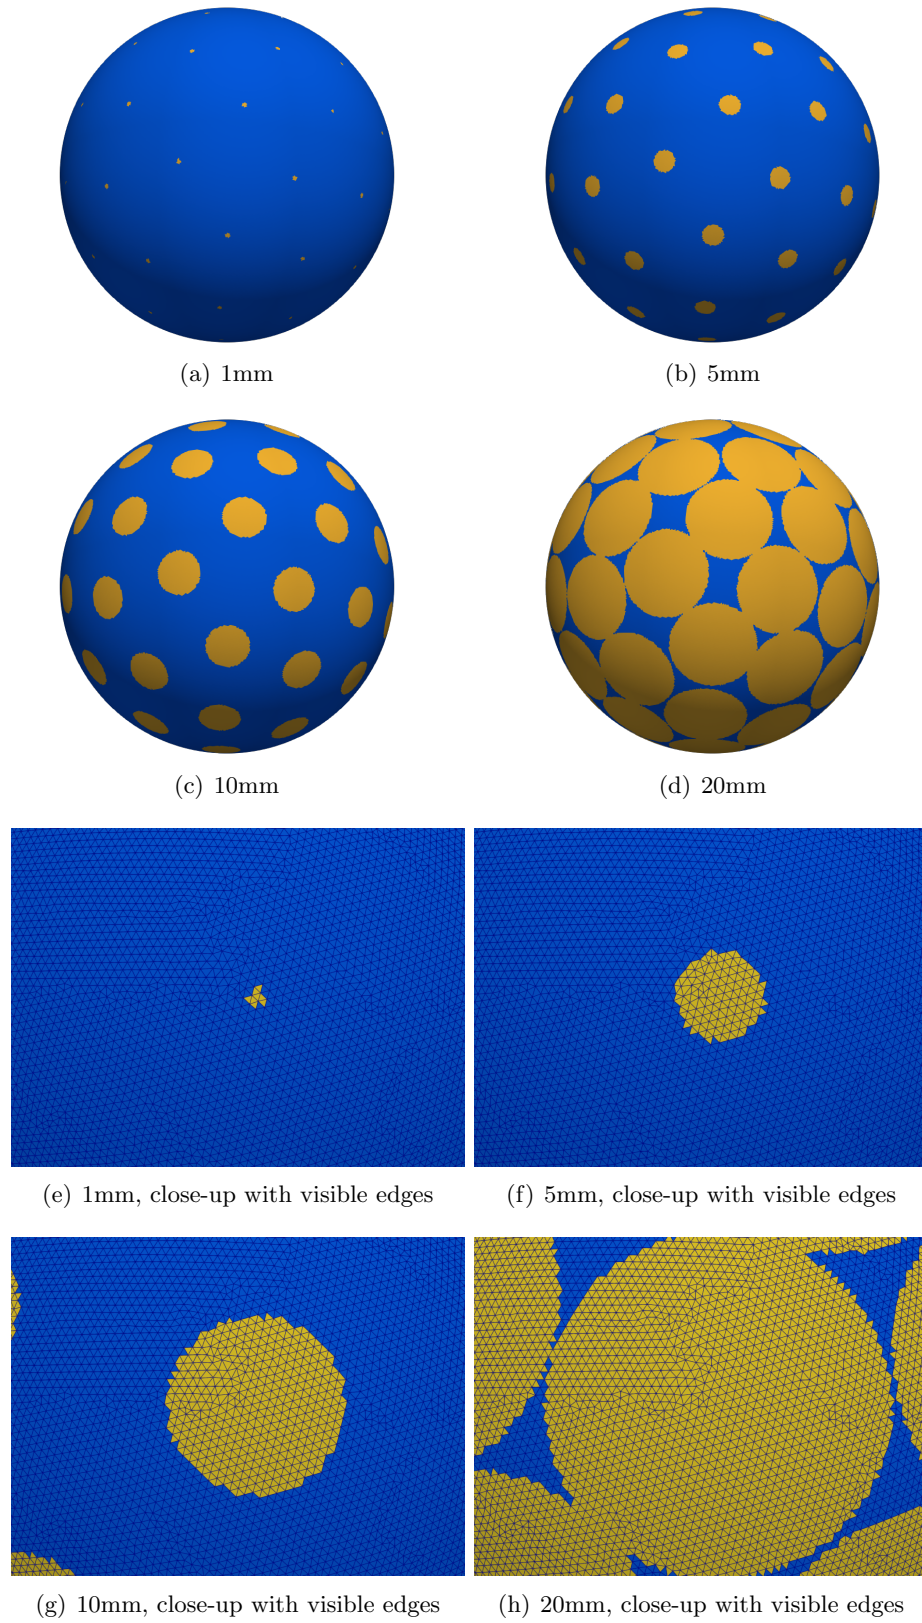 (a) 1mm
(b) 5mm
(c) 10mm
(d) 20mm
(e) 1mm, close-up with visible edges
(f) 5mm, close-up with visible edges
(g) 10mm, close-up with visible edges
(h) 20mm, close-up with visible edges